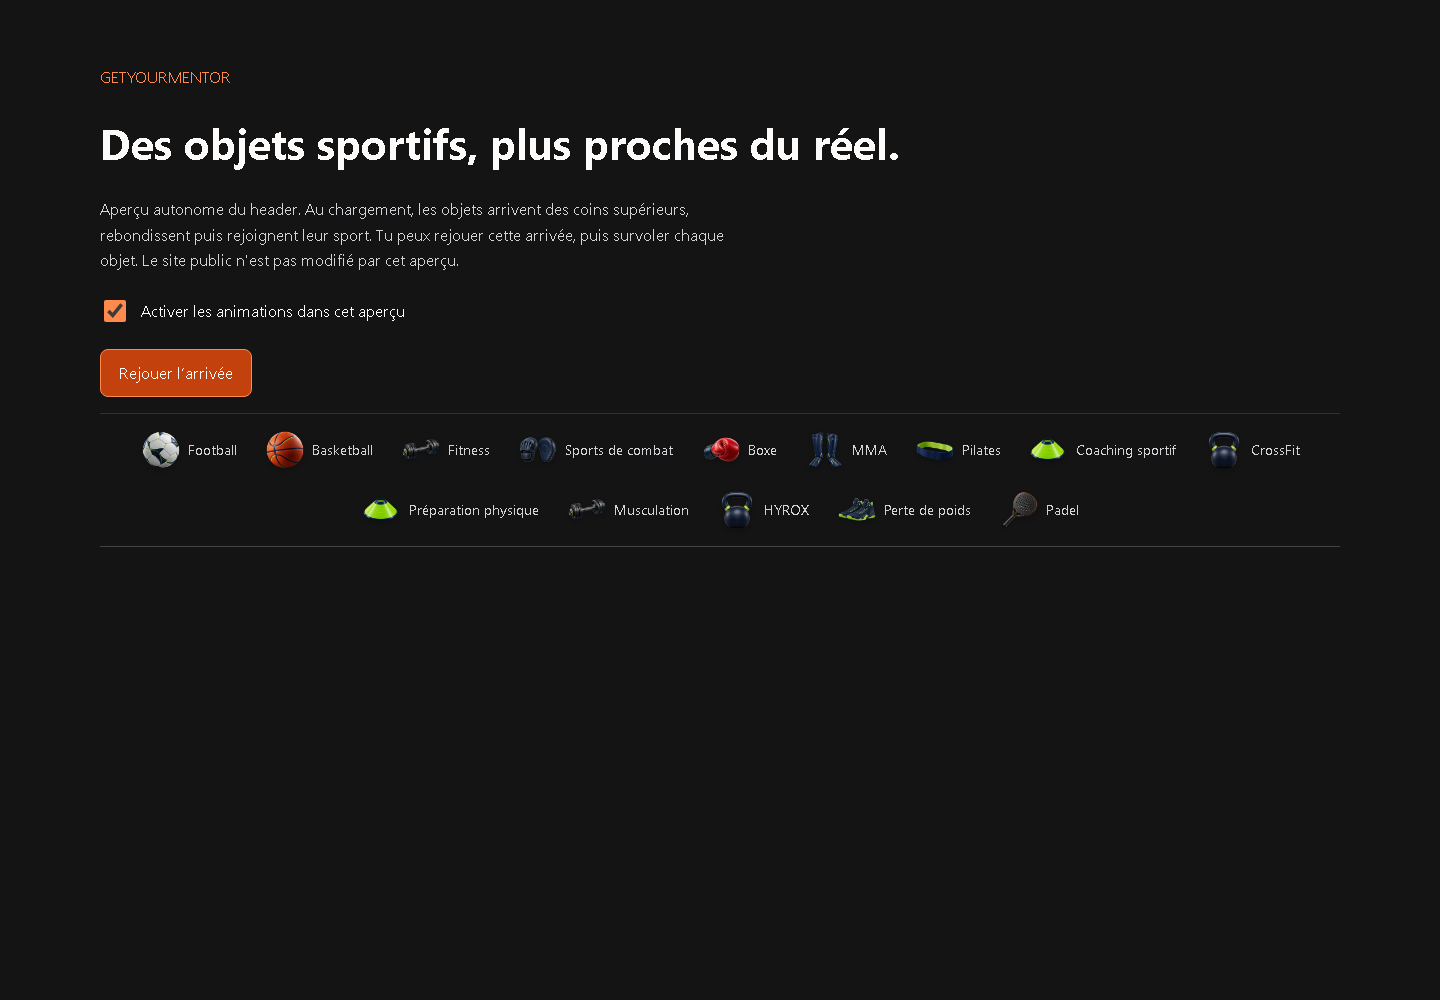 GETYOURMENTOR
Des objets sportifs, plus proches du réel.
Aperçu autonome du header. Au chargement, les objets arrivent des coins supérieurs,
rebondissent puis rejoignent leur sport. Tu peux rejouer cette arrivée, puis survoler chaque
objet. Le site public n'est pas modifié par cet aperçu.
Activer les animations dans cet aperçu
Rejouer l'arrivée
Football Basketball Fitness Sports de combat Boxe MMA Pilates Coaching sportif CrossFit
Préparation physique Musculation HYROX Perte de poids Padel